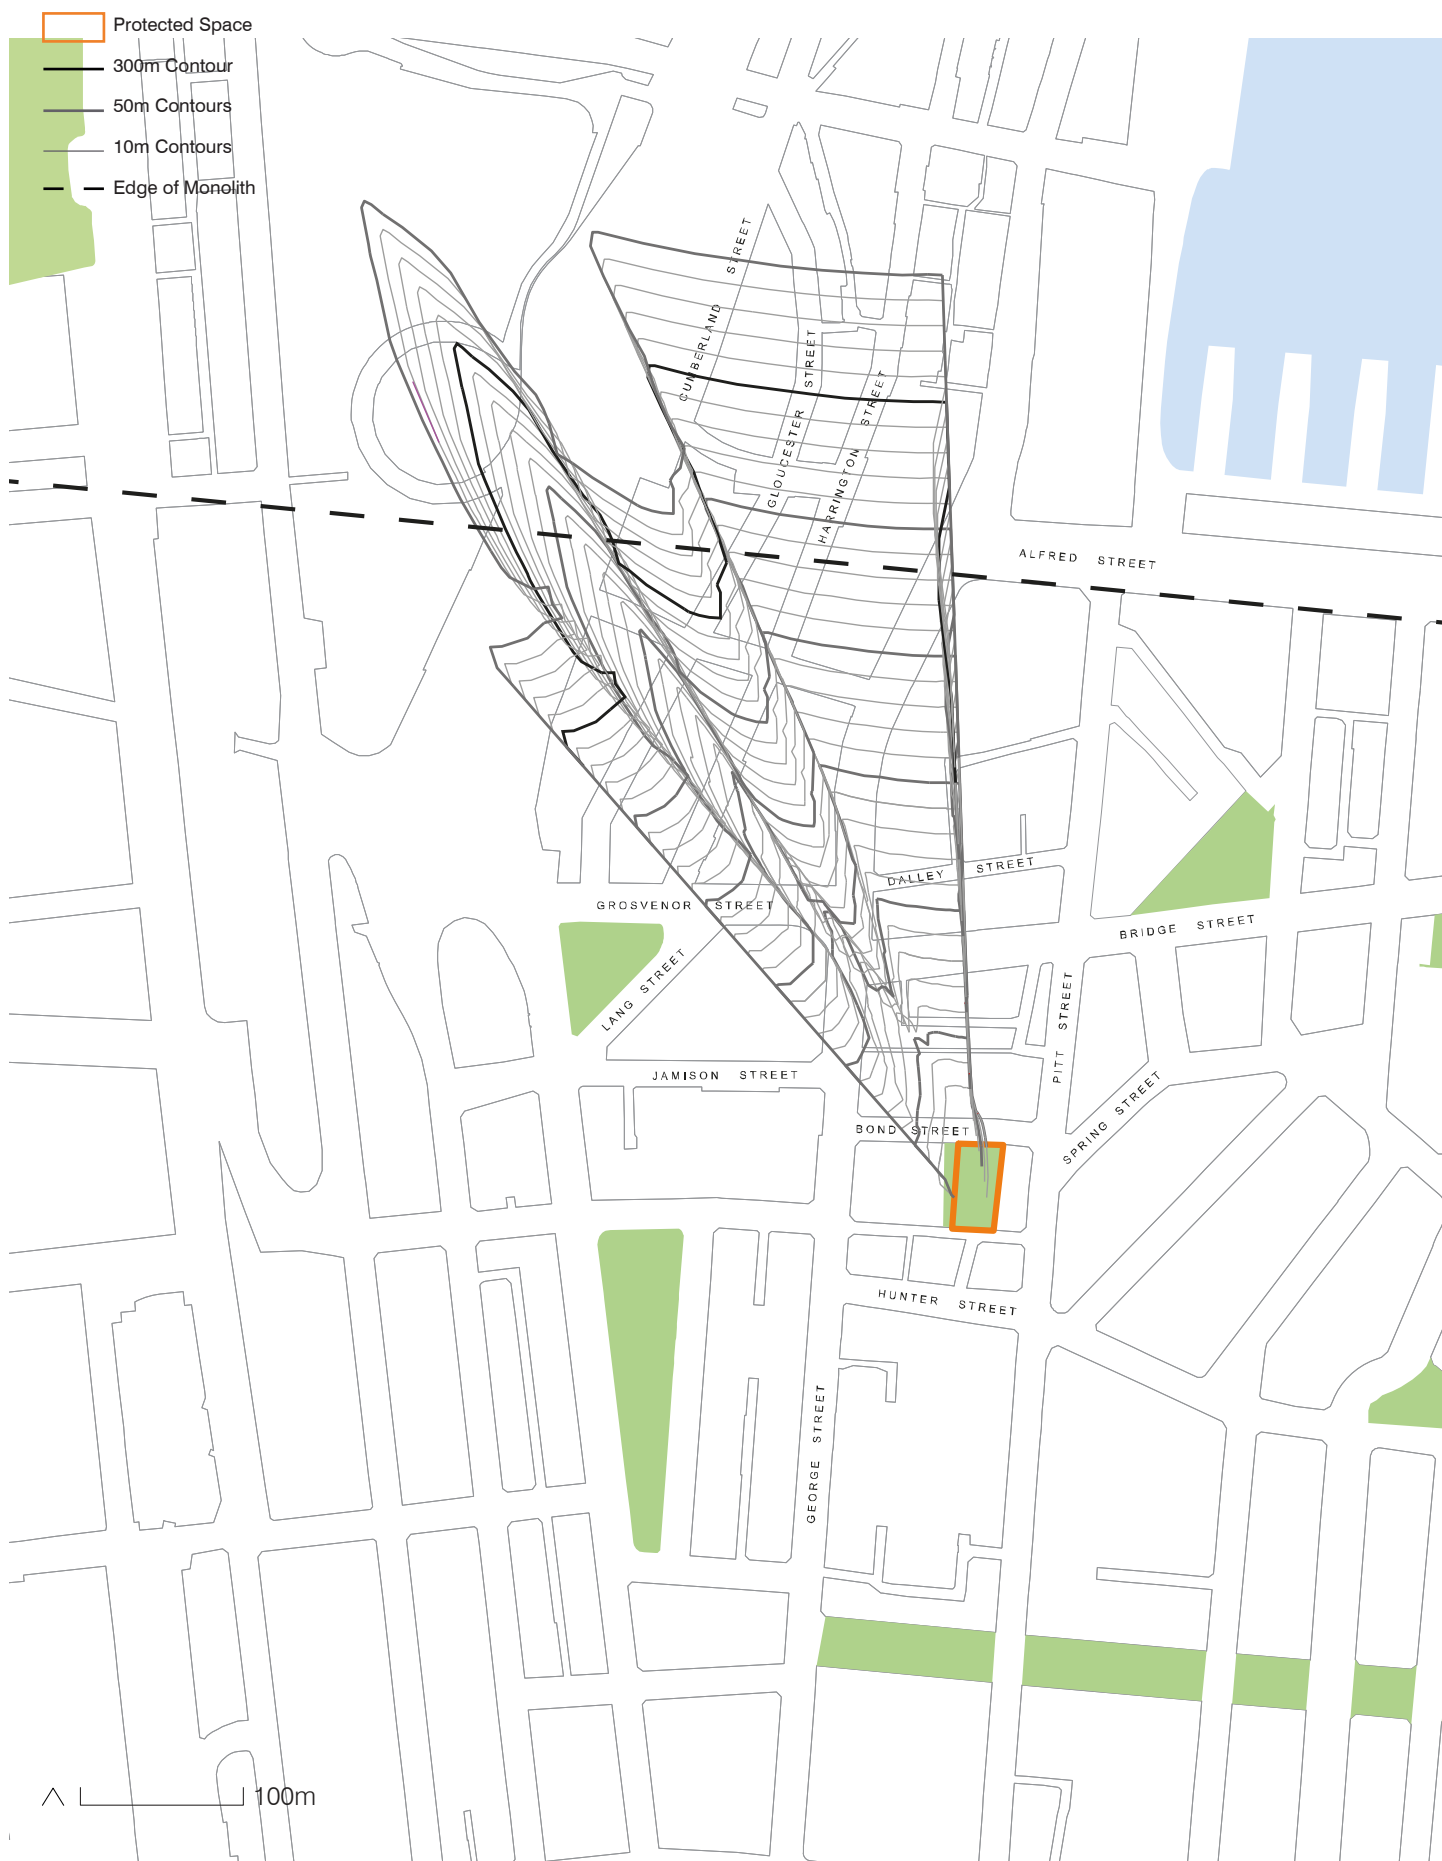 Protected Space
300m Contour
50m Contours
10m Contours
Edge of Monolith
CUMBERLAND STREET
GLOUCESTER STREET
HARRINGTON STREET
ALFRED STREET
DALLEY STREET
GROSVENOR STREET
BRIDGE STREET
LANG STREET
PITT STREET
JAMISON STREET
SPRING STREET
BOND STREET
HUNTER STREET
GEORGE STREET
100m